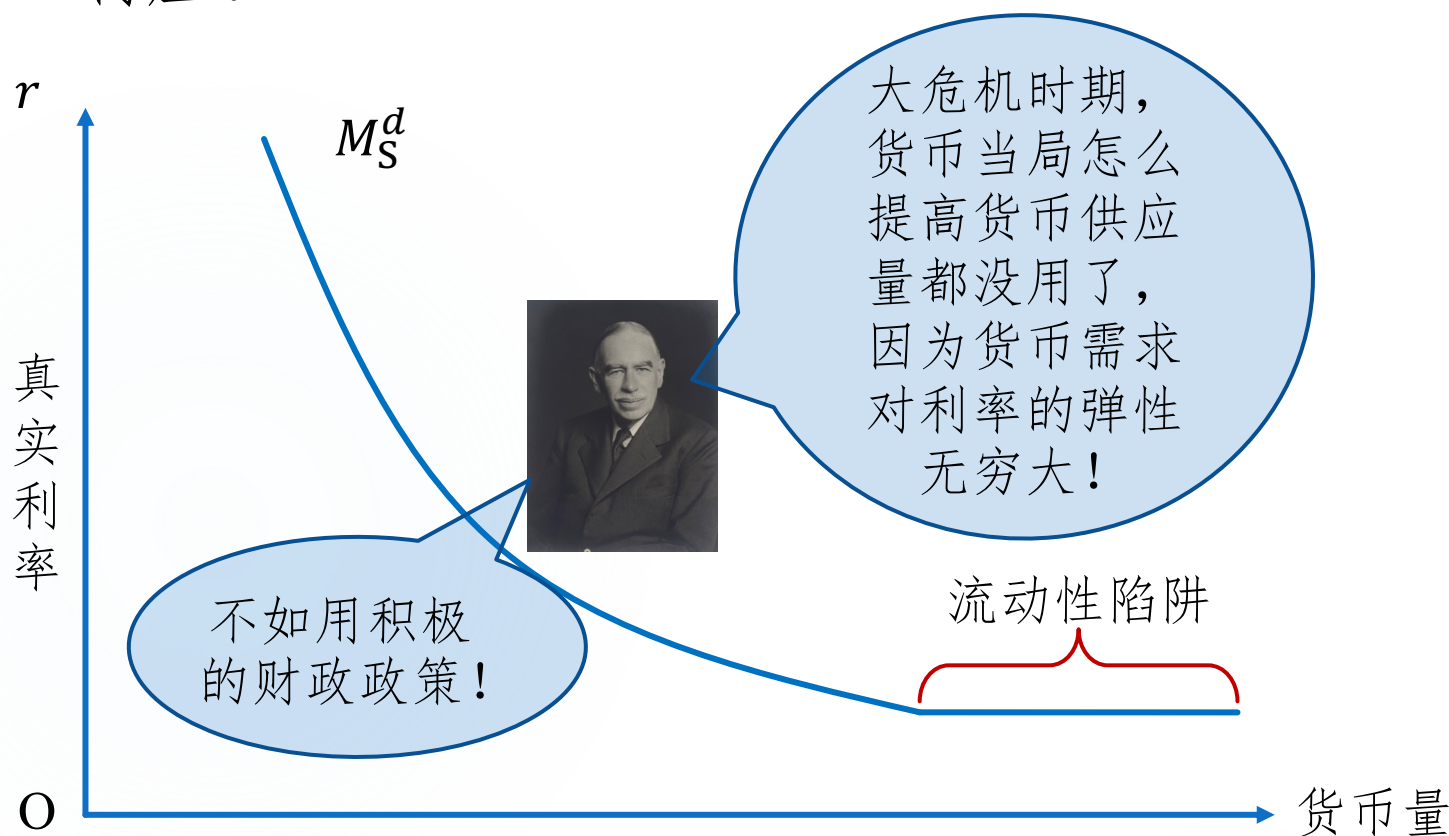 r
M_S^d
大危机时期，
货币当局怎么
提高货币供应
量都没用了，
因为货币需求
对利率的弹性
无穷大！
真
实
利
率
不如用积极
的财政政策！
流动性陷阱
O
货币量